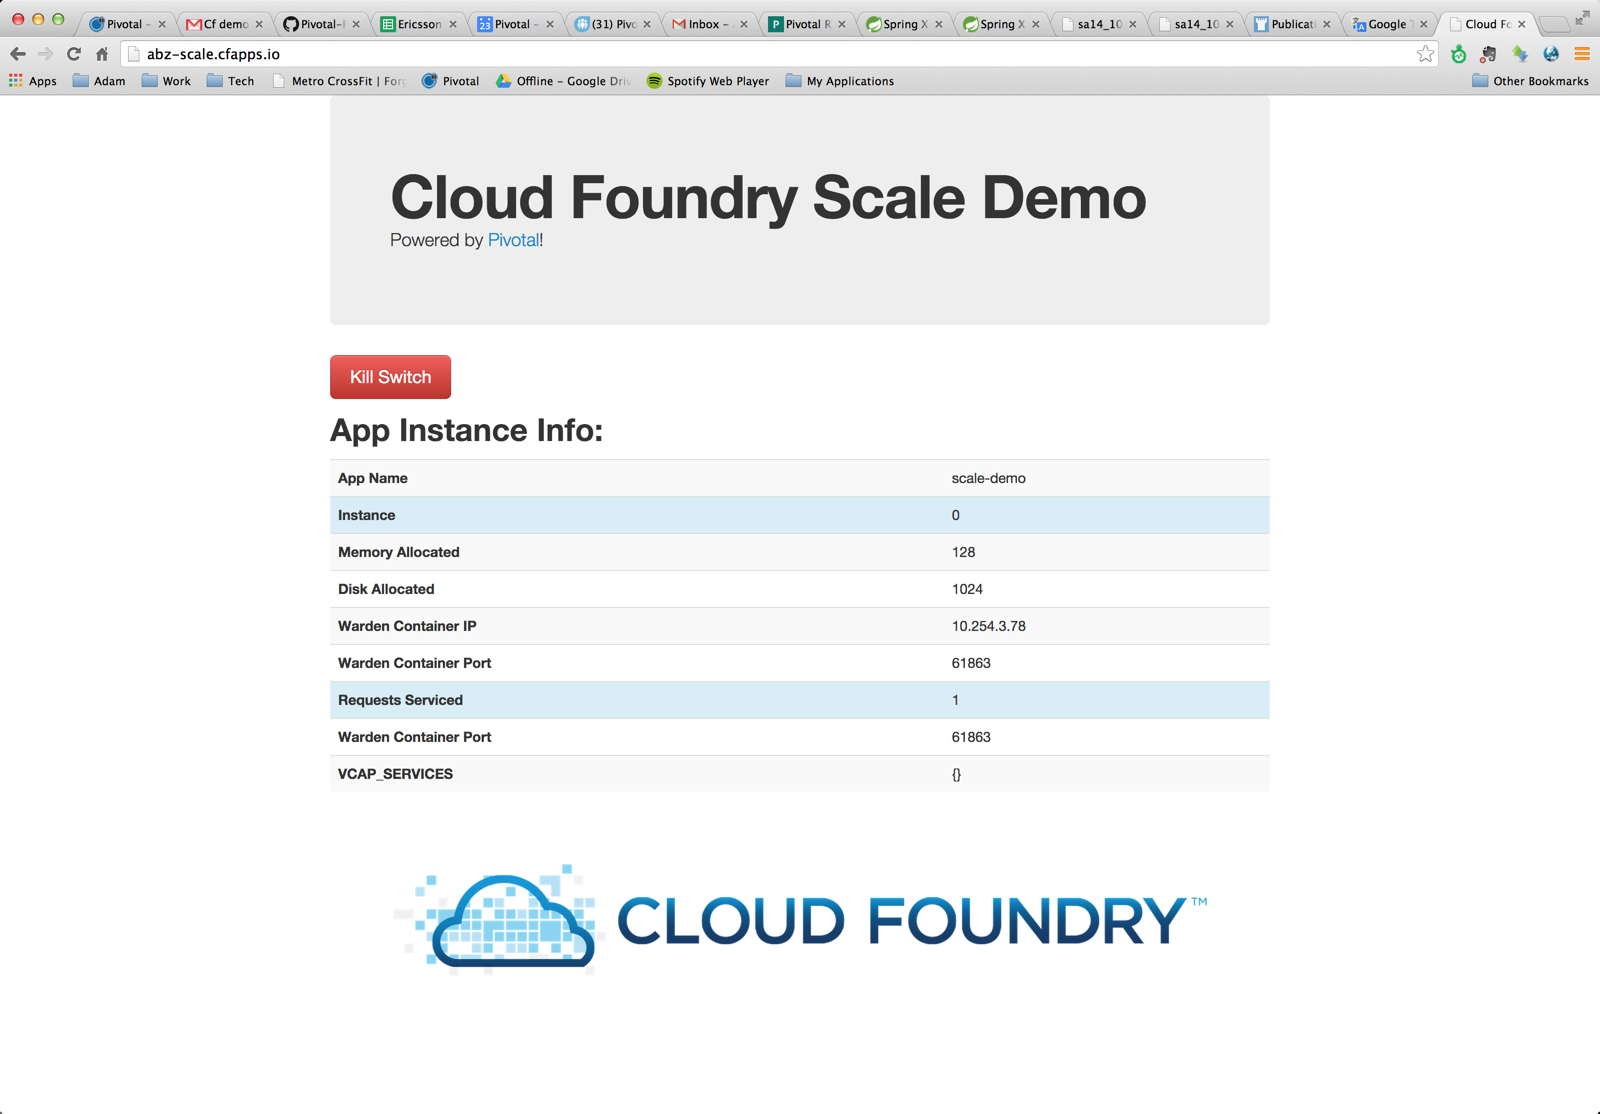 Pivotal –
Cf demo
Pivotal-
Ericsson
23 Pivotal –
(31) Pivo
Inbox –
P Pivotal R
Spring X
Spring X
sa14_10
sa14_10
Publicati
Google
Cloud Fo
abz-scale.cfapps.io
Apps Adam Work Tech Metro CrossFit | For Pivotal Offline – Google Driv Spotify Web Player My Applications Other Bookmarks
Cloud Foundry Scale Demo
Powered by Pivotal!
Kill Switch
App Instance Info:
App Name scale-demo
Instance 0
Memory Allocated 128
Disk Allocated 1024
Warden Container IP 10.254.3.78
Warden Container Port 61863
Requests Serviced 1
Warden Container Port 61863
VCAP_SERVICES {}
CLOUD FOUNDRY™